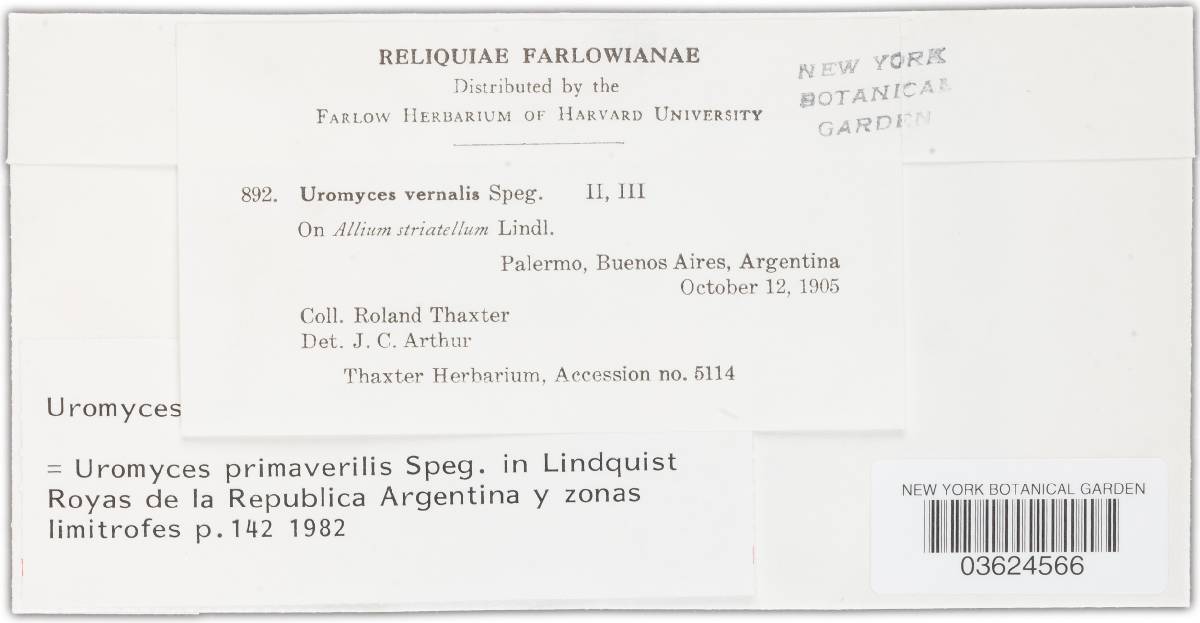 RELIQUIAE FARLOWIANAE
Distributed by the
FARLOW HERBARIUM OF HARVARD UNIVERSITY
NEW YORK
BOTANICAL
GARDEN
892. Uromyces vernalis Speg. II, III
On Allium striatellum Lindl.
Palermo, Buenos Aires, Argentina
October 12, 1905
Coll. Roland Thaxter
Det. J. C. Arthur
Thaxter Herbarium, Accession no. 5114
Uromyces
= Uromyces primaverilis Speg. in Lindquist
Royas de la Republica Argentina y zonas
limitrofes p.142 1982
NEW YORK BOTANICAL GARDEN
03624566